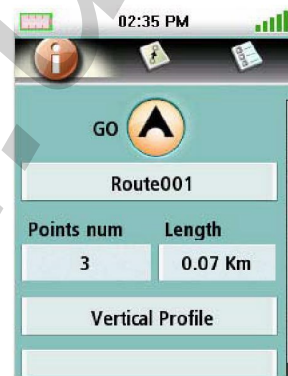 02:35 PM
GO
Route001
Points num Length
3 0.07 Km
Vertical Profile